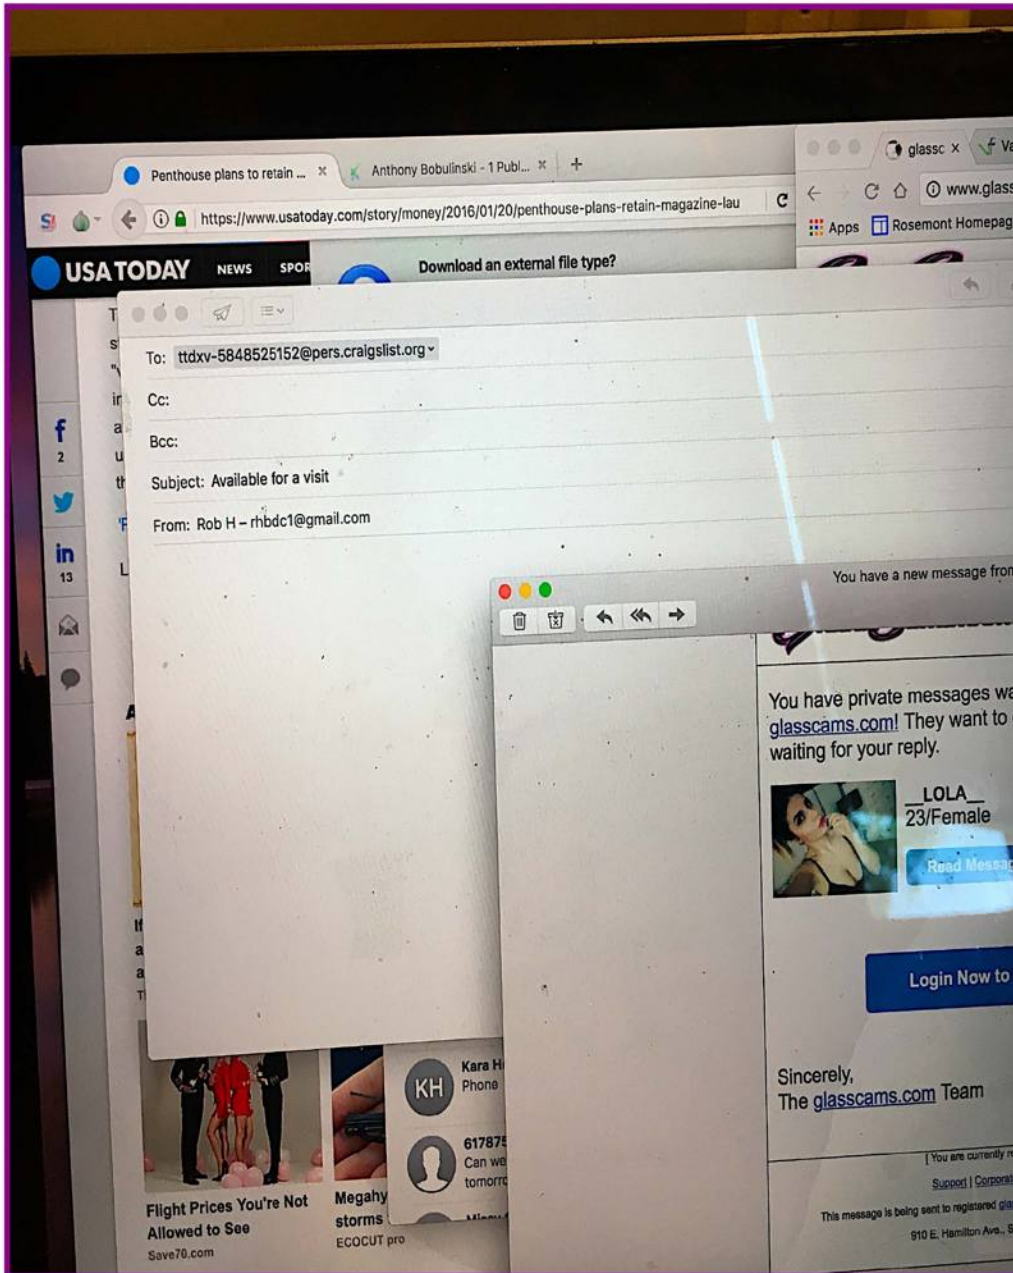 Penthouse plans to retain ...
Anthony Bobulinski - 1 Publ...
glassc
https://www.usatoday.com/story/money/2016/01/20/penthouse-plans-retain-magazine-lau
www.glass
Apps
Rosemont Homepag
USA TODAY
NEWS
SPOR
Download an external file type?
To: ttdxv-5848525152@pers.craigslist.org
Cc:
Bcc:
Subject: Available for a visit
From: Rob H – rhbdc1@gmail.com
f
2
in
13
You have a new message from
You have private messages wa
glasscams.com! They want to
waiting for your reply.
__LOLA__
23/Female
Read Messag
Login Now to
Sincerely,
The glasscams.com Team
[ You are currently re
Support | Corporat
This message is being sent to registered gla
910 E. Hamilton Ave., S
KH
Kara H
Phone
617875
Can we
tomorro
Flight Prices You're Not
Allowed to See
Save70.com
Megahy
storms
ECOCUT pro